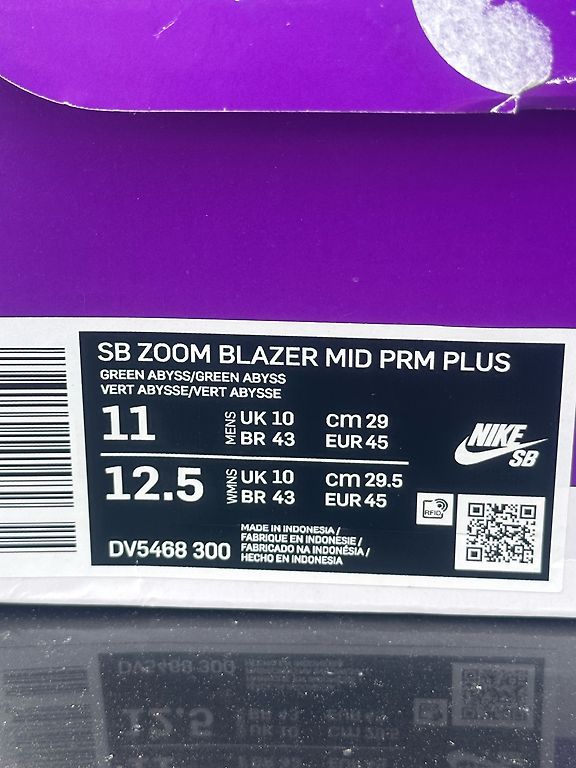 SB ZOOM BLAZER MID PRM PLUS
GREEN ABYSS/GREEN ABYSS
VERT ABYSSE/VERT ABYSSE
11 MENS UK 10 cm 29
BR 43 EUR 45
12.5 WMNS UK 10 cm 29.5
BR 43 EUR 45
NIKE
SB
RFID
DV5468 300
MADE IN INDONESIA /
FABRIQUE EN INDONESIE /
FABRICADO NA INDONÉSIA /
HECHO EN INDONESIA